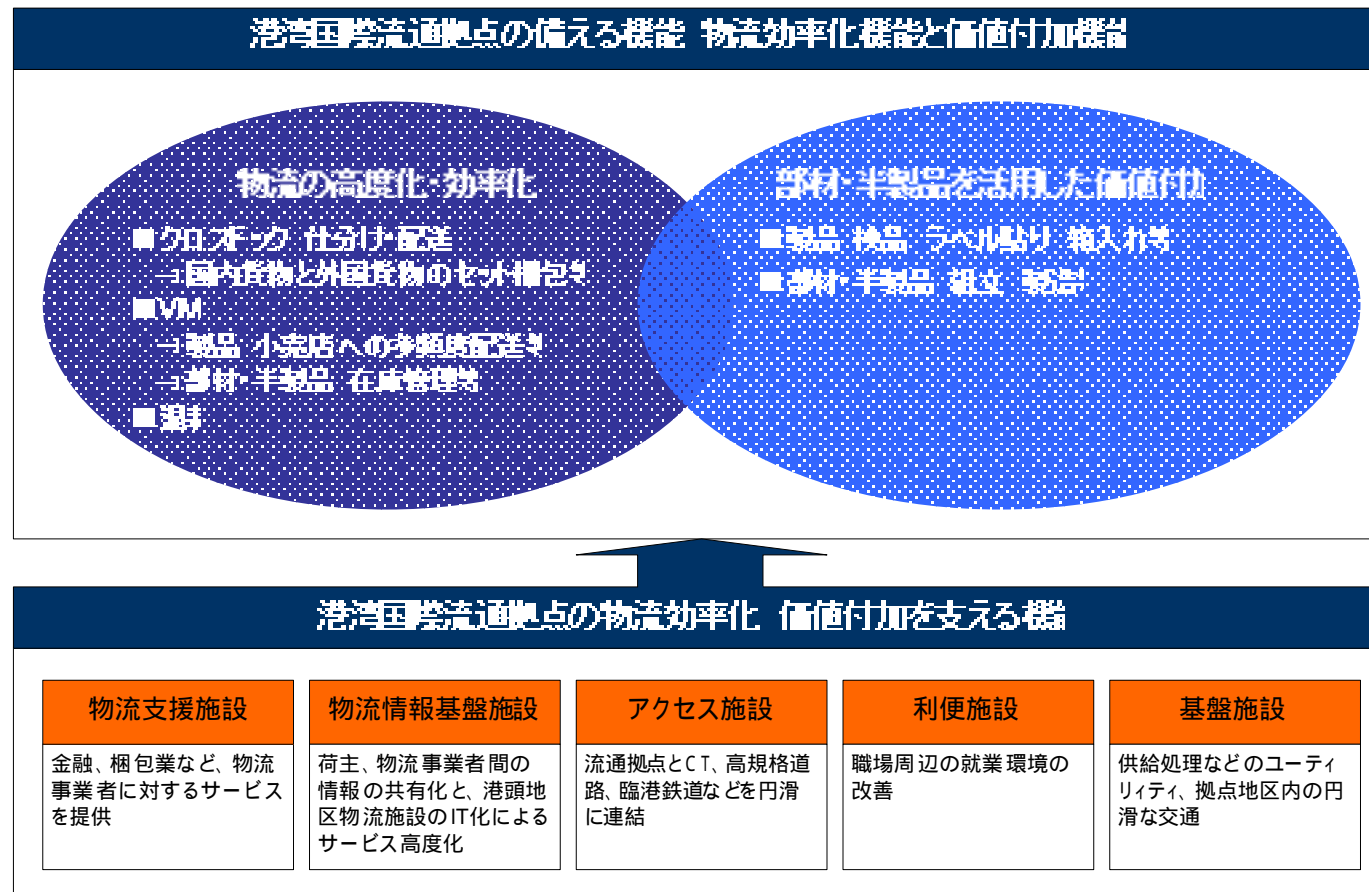 港湾国際流通拠点の備える機能 物流効率化機能と価値付加機能
物流の高度化・効率化
■クロスドック 仕分け・配送
→国内貨物と外国貨物のセット梱包等
■VM
→製品 小売店への多頻度配送等
→部材・半製品 在庫管理等
部材・半製品を活用した価値付加
■製品 検品 ラベル貼り 箱入れ等
■部材・半製品 組立 製造等
港湾国際流通拠点の物流効率化 価値付加を支える機能
物流支援施設
金融、梱包業など、物流
事業者に対するサービス
を提供
物流情報基盤施設
荷主、物流事業者間の
情報の共有化と、港頭地
区物流施設のIT化による
サービス高度化
アクセス施設
流通拠点とCT、高規格道
路、臨港鉄道などを円滑
に連結
利便施設
職場周辺の就業環境の
改善
基盤施設
供給処理などのユーティ
リィティ、拠点地区内の円
滑な交通